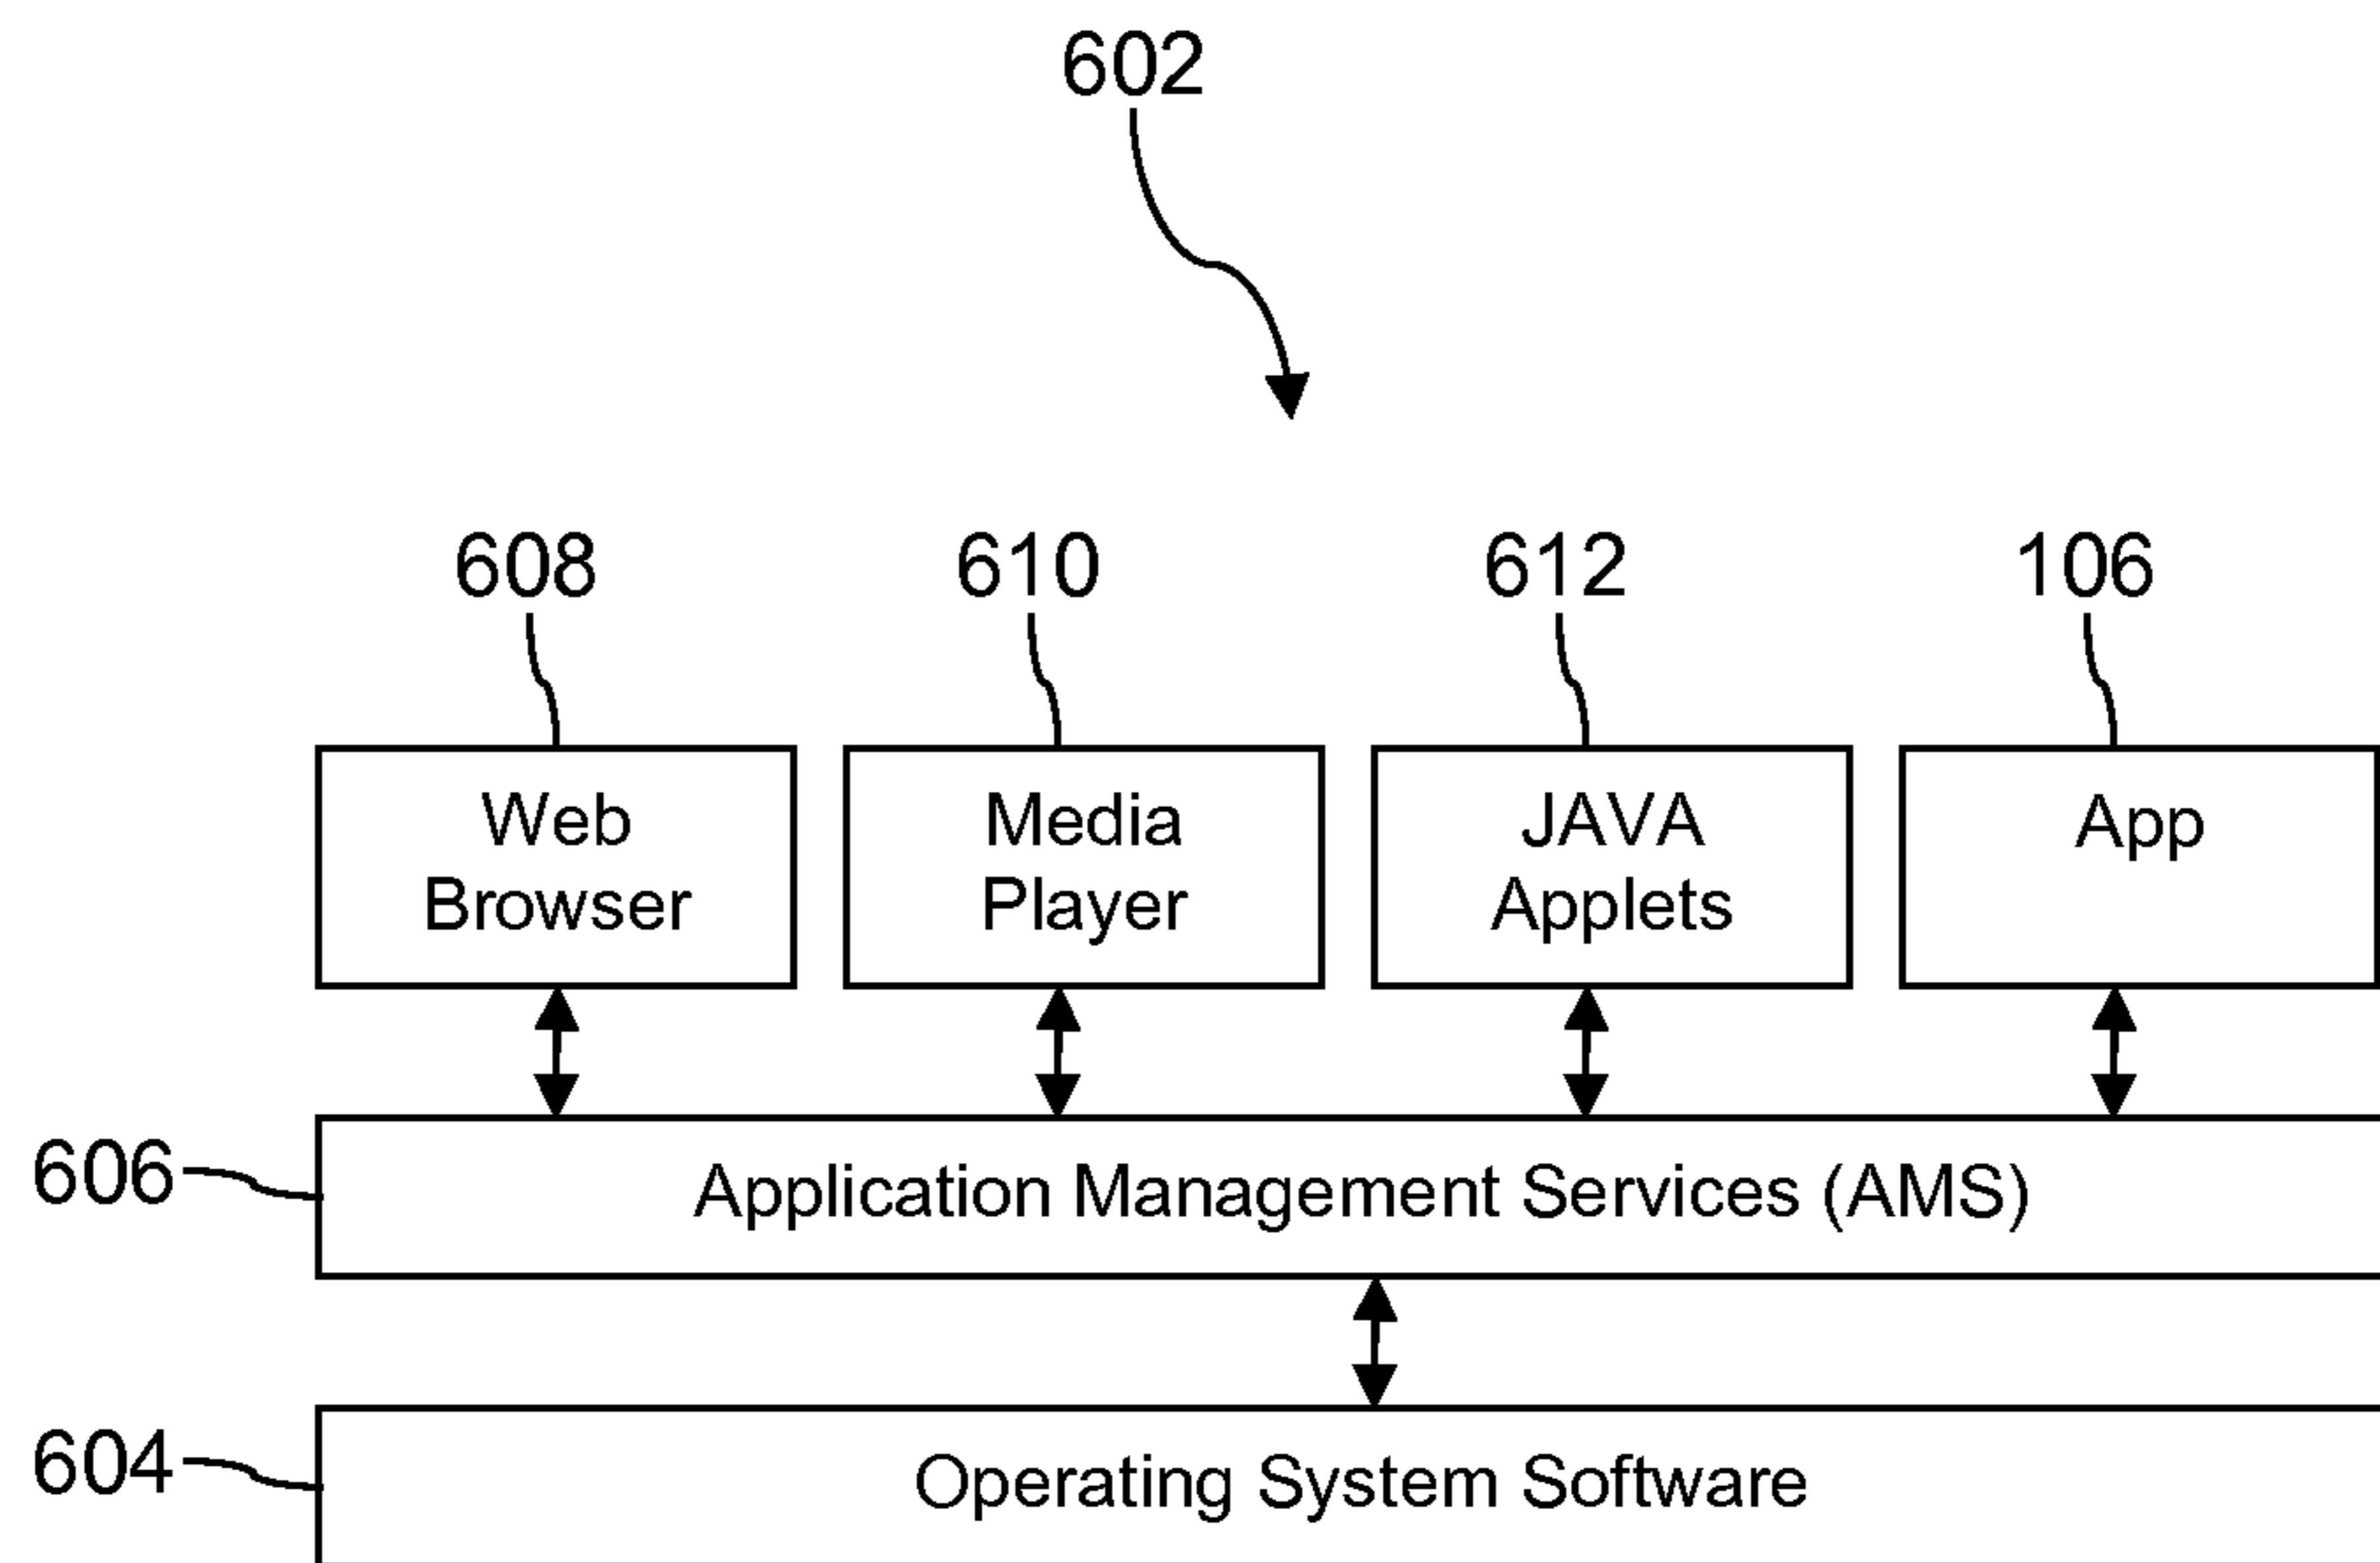 602
608
610
612
106
Web
Browser
Media
Player
JAVA
Applets
App
606
Application Management Services (AMS)
604
Operating System Software